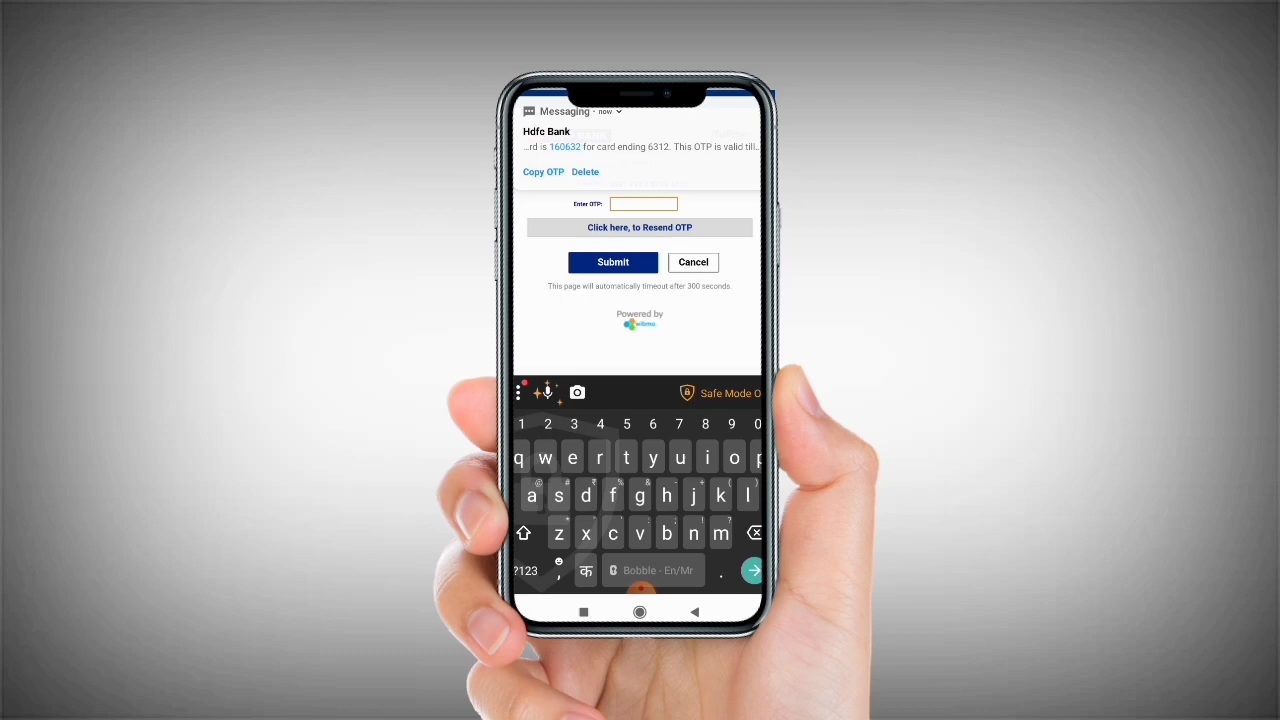 Messaging · now
Hdfc Bank
...rd is 160632 for card ending 6312. This OTP is valid till..
Copy OTP Delete
Enter OTP:
Click here, to Resend OTP
Submit Cancel
This page will automatically timeout after 300 seconds.
Powered by
wibmo
Safe Mode O
1 2 3 4 5 6 7 8 9 0
q w e r t y u i o p
@ # ₹ % & - + ( )
a s d f g h j k l
* " ' : ; ! ?
z x c v b n m
?123 , क Bobble · En/Mr .